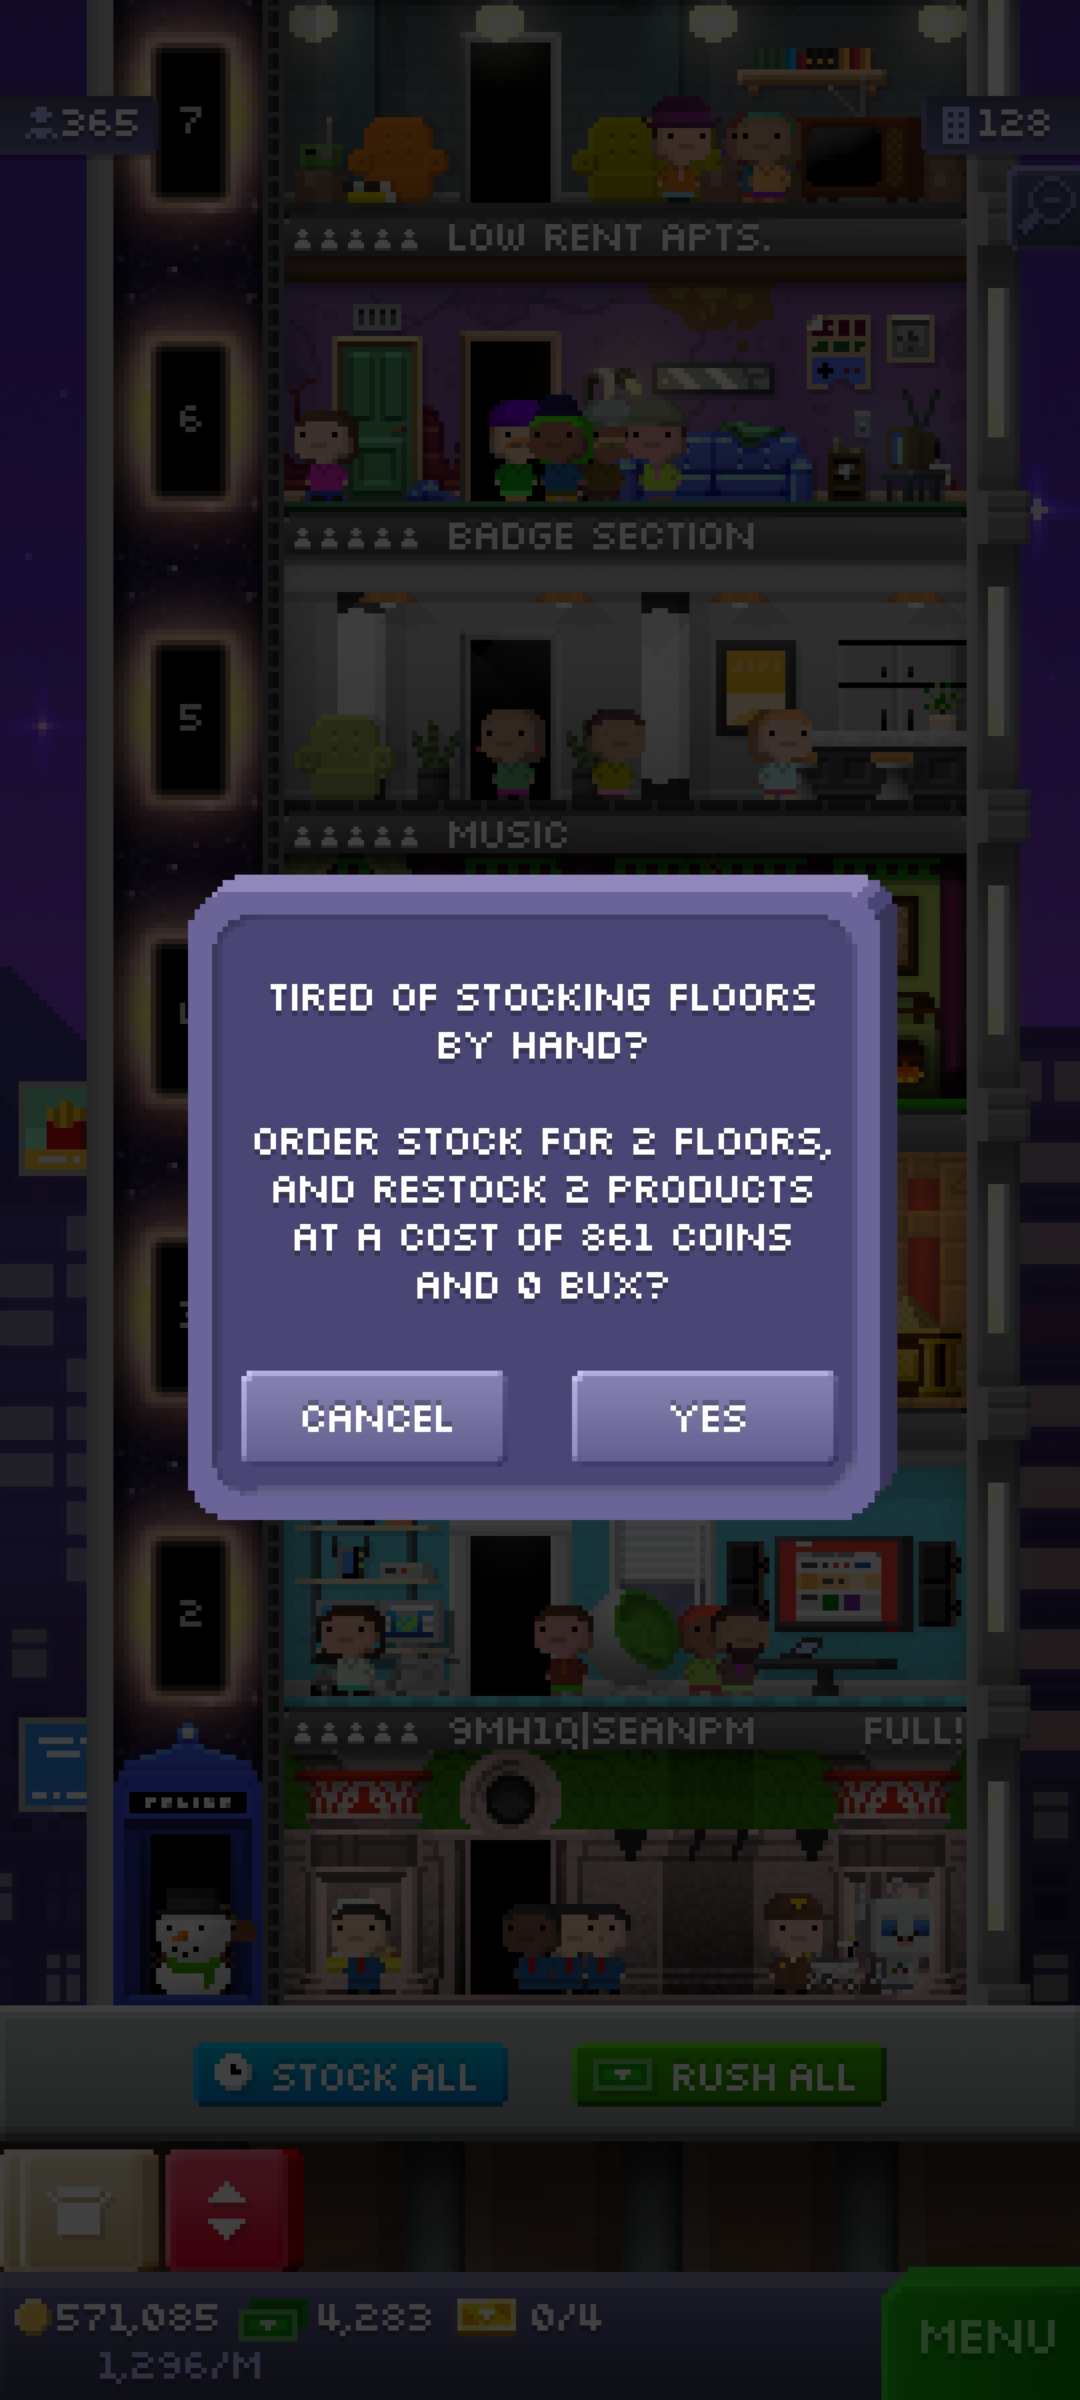 7
365
128
LOW RENT APTS.
6
BADGE SECTION
5
MUSIC
TIRED OF STOCKING FLOORS
BY HAND?
ORDER STOCK FOR 2 FLOORS,
AND RESTOCK 2 PRODUCTS
AT A COST OF 861 COINS
AND 0 BUX?
CANCEL
YES
2
9MH1Q|SEANPM
FULL!
STOCK ALL
RUSH ALL
571,085
4,283
0/4
1,296/M
MENU